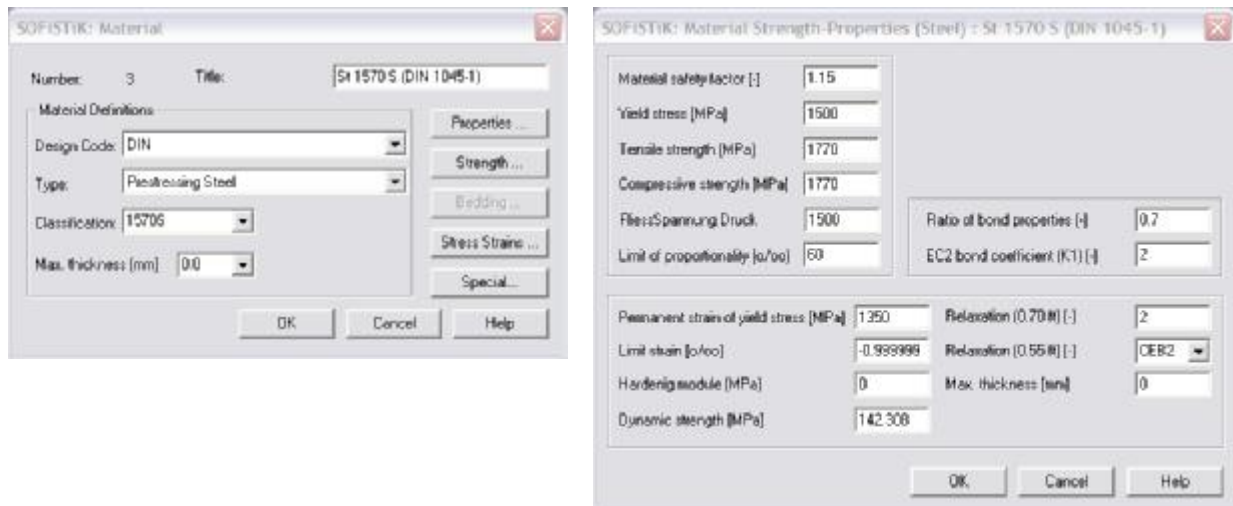 SOFiSTiK: Material
Number: 3 Title: St 1570 S (DIN 1045-1)
Material Definitions
Design Code: DIN
Type: Prestressing Steel
Classification: 1570S
Max. thickness [mm] 0.0
Properties ...
Strength ...
Bedding ...
Stress Strains ...
Special...
OK Cancel Help
SOFiSTiK: Material Strength-Properties (Steel) : St 1570 S (DIN 1045-1)
Material safety factor [-] 1.15
Yield stress [MPa] 1500
Tensile strength [MPa] 1770
Compressive strength [MPa] 1770
FliessSpannung Druck. 1500
Limit of proportionality [o/oo] 60
Ratio of bond properties [-] 0.7
EC2 bond coefficient (K1) [-] 2
Permanent strain of yield stress [MPa] 1350
Limit strain [o/oo] -0.999999
Hardenig module [MPa] 0
Dynamic strength [MPa] 142.308
Relaxation (0.70 ft) [-] 2
Relaxation (0.55 ft) [-] CEB2
Max. thickness [mm] 0
OK Cancel Help